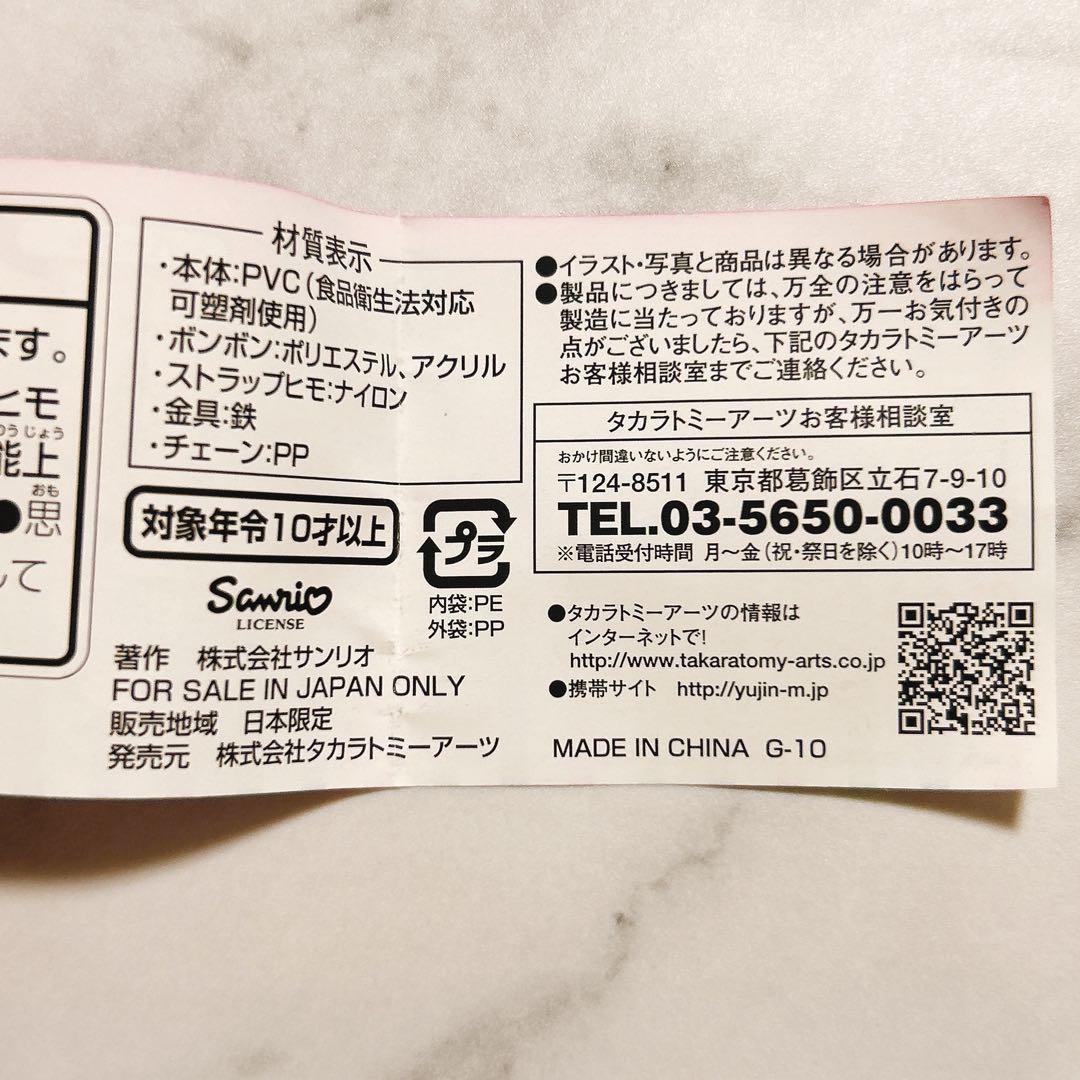 ます。
ヒモ
のうじょう
能上
おも
●思
して
材質表示
・本体:PVC(食品衛生法対応
可塑剤使用)
・ボンボン:ポリエステル、アクリル
・ストラップヒモ:ナイロン
・金具:鉄
・チェーン:PP
対象年令10才以上
プラ
内袋:PE
外袋:PP
Sanrio
LICENSE
著作 株式会社サンリオ
FOR SALE IN JAPAN ONLY
販売地域 日本限定
発売元 株式会社タカラトミーアーツ
●イラスト・写真と商品は異なる場合があります。
●製品につきましては、万全の注意をはらって
製造に当たっておりますが、万一お気付きの
点がございましたら、下記のタカラトミーアーツ
お客様相談室までご連絡ください。
タカラトミーアーツお客様相談室
おかけ間違いないようにご注意ください。
〒124-8511 東京都葛飾区立石7-9-10
TEL.03-5650-0033
※電話受付時間 月〜金(祝・祭日を除く)10時〜17時
●タカラトミーアーツの情報は
インターネットで!
http://www.takaratomy-arts.co.jp
●携帯サイト http://yujin-m.jp
MADE IN CHINA G-10